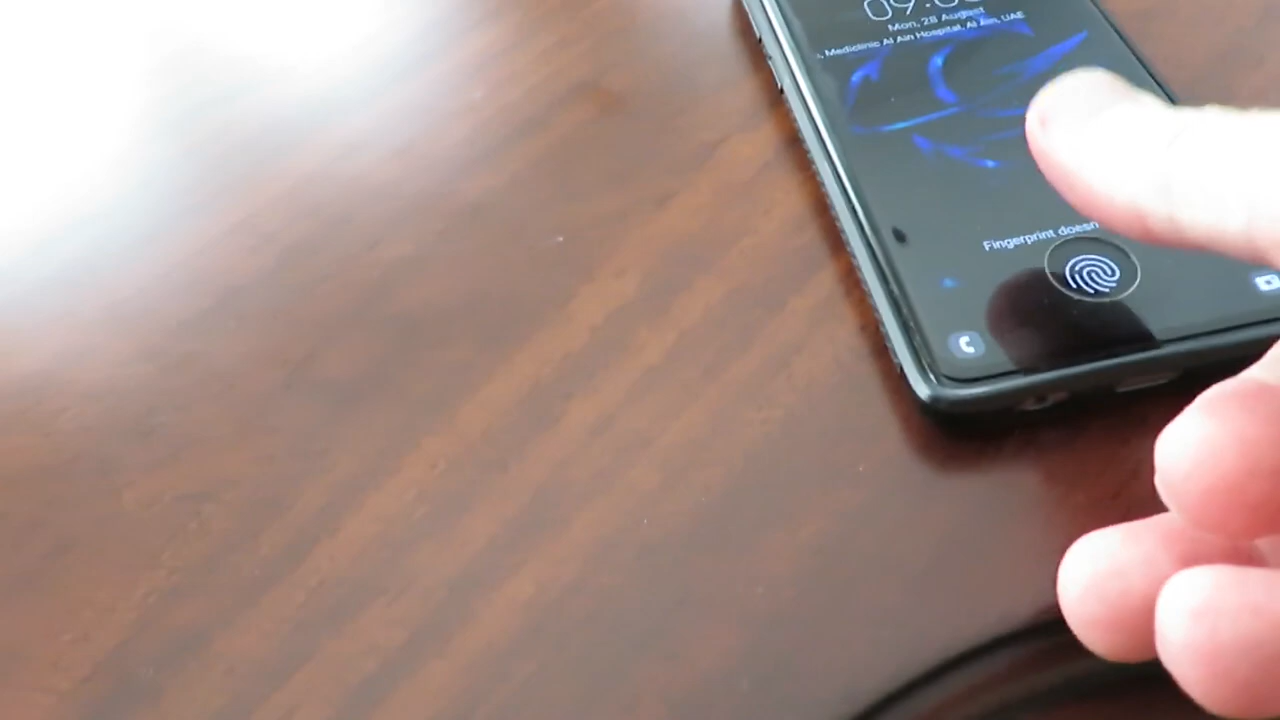 Mon, 28 August
Mediclinic Al Ain Hospital, Al Ain, UAE
Fingerprint doesn